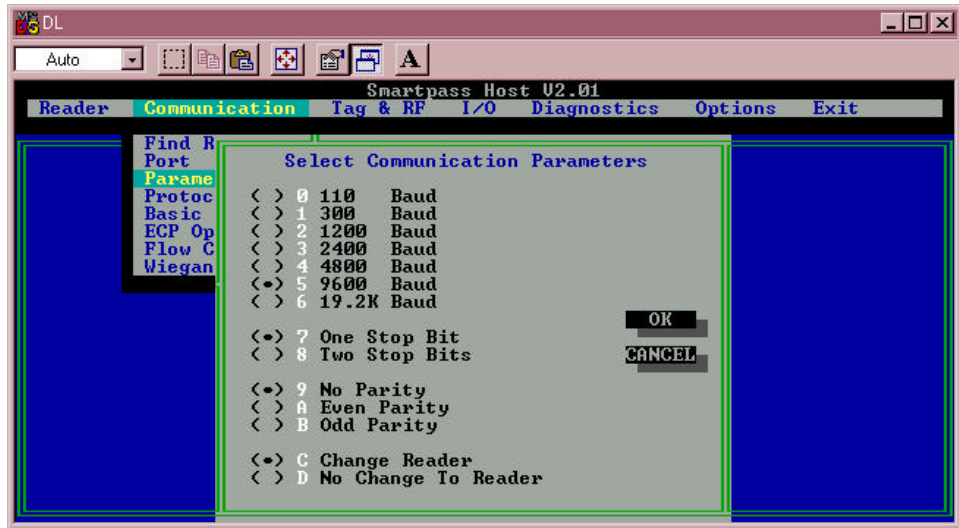 DL
Auto A
Smartpass Host V2.01
Reader Communication Tag & RF I/O Diagnostics Options Exit
Find R
Port
Parame
Protoc
Basic
ECP Op
Flow C
Wiegan
Select Communication Parameters
( ) 0 110 Baud
( ) 1 300 Baud
( ) 2 1200 Baud
( ) 3 2400 Baud
( ) 4 4800 Baud
(•) 5 9600 Baud
( ) 6 19.2K Baud
(•) 7 One Stop Bit
( ) 8 Two Stop Bits
(•) 9 No Parity
( ) A Even Parity
( ) B Odd Parity
(•) C Change Reader
( ) D No Change To Reader
OK
CANCEL